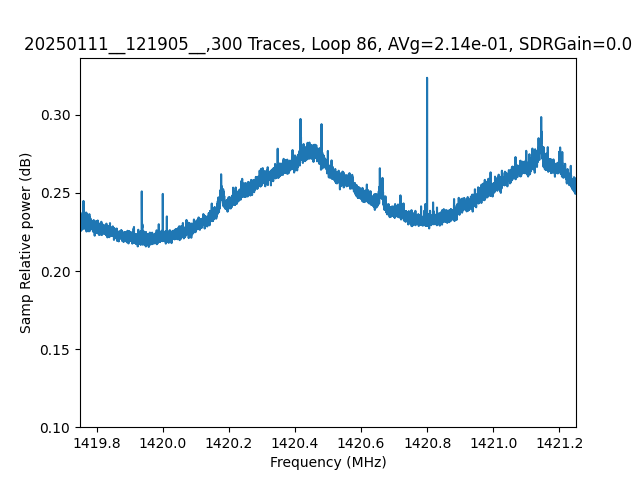 20250111__121905__,300 Traces, Loop 86, AVg=2.14e-01, SDRGain=0.0
Samp Relative power (dB)
0.30
0.25
0.20
0.15
0.10
1419.8 1420.0 1420.2 1420.4 1420.6 1420.8 1421.0 1421.2
Frequency (MHz)